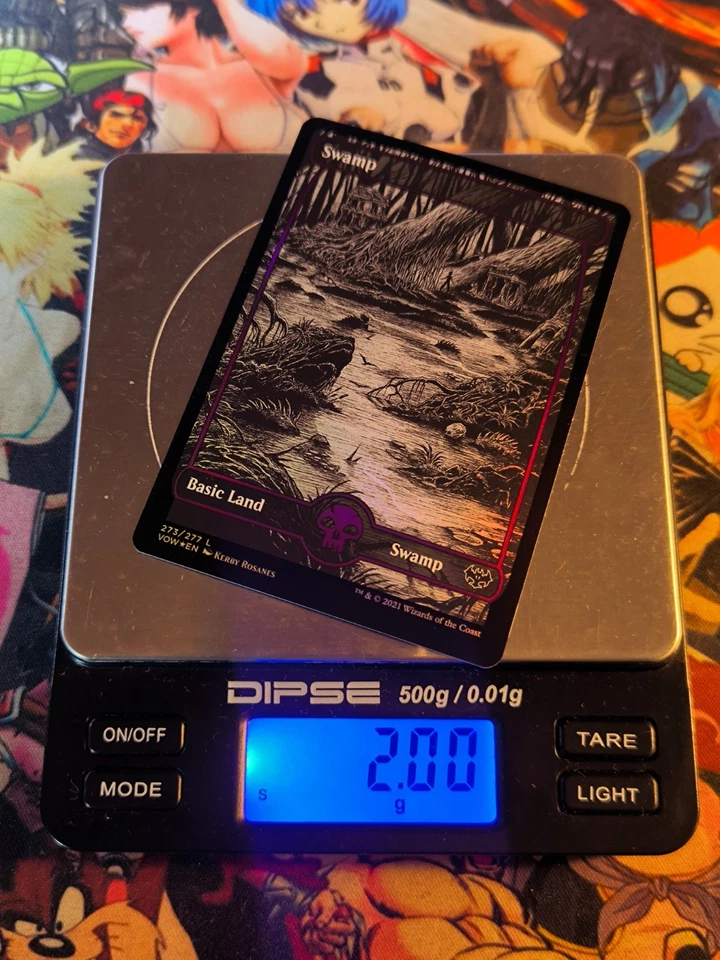 Swamp
Basic Land
Swamp
273/277 L
VOW★EN Kerby Rosanes
™ & © 2021 Wizards of the Coast
DIPSE 500g / 0.01g
ON/OFF
TARE
MODE
LIGHT
2.00
s
g